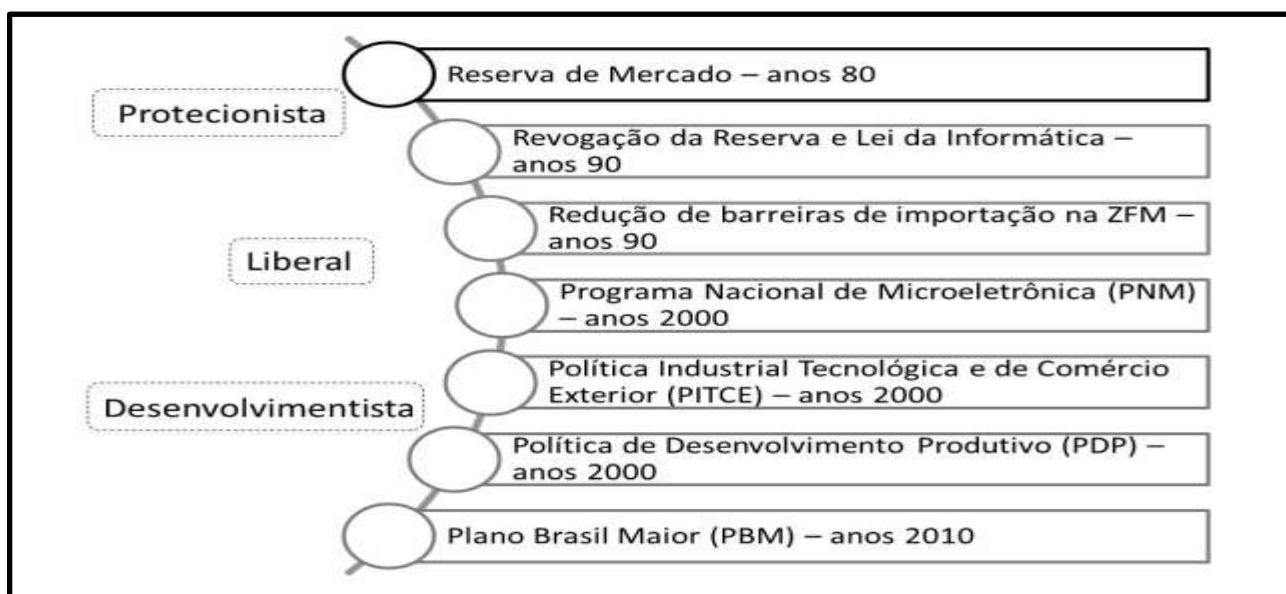 Reserva de Mercado – anos 80
Protecionista
Revogação da Reserva e Lei da Informática –
anos 90
Redução de barreiras de importação na ZFM –
anos 90
Liberal
Programa Nacional de Microeletrônica (PNM)
– anos 2000
Política Industrial Tecnológica e de Comércio
Exterior (PITCE) – anos 2000
Desenvolvimentista
Política de Desenvolvimento Produtivo (PDP) –
anos 2000
Plano Brasil Maior (PBM) – anos 2010